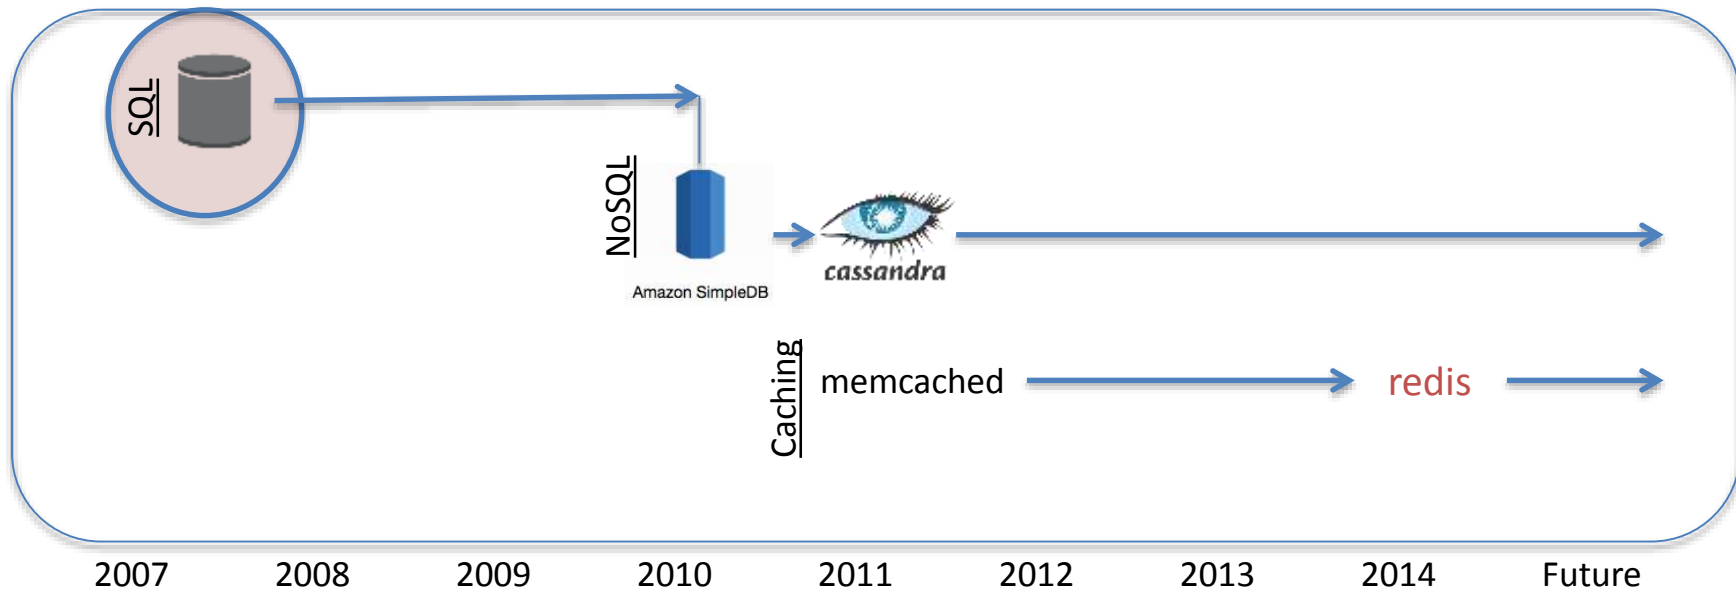 SQL
NoSQL
Amazon SimpleDB
cassandra
Caching
memcached
redis
2007 2008 2009 2010 2011 2012 2013 2014 Future